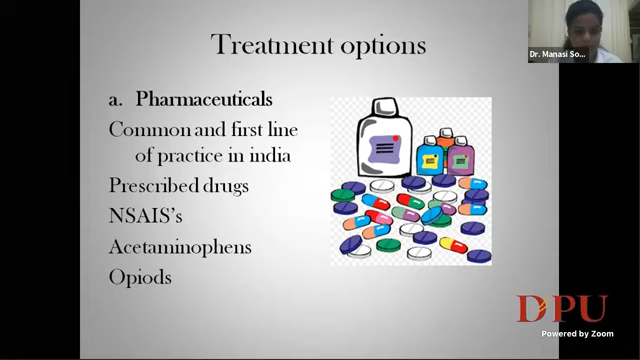 Treatment options
Dr. Manasi So...
a. Pharmaceuticals
Common and first line
of practice in india
Prescribed drugs
NSAIS's
Acetaminophens
Opiods
DPU
Powered by Zoom